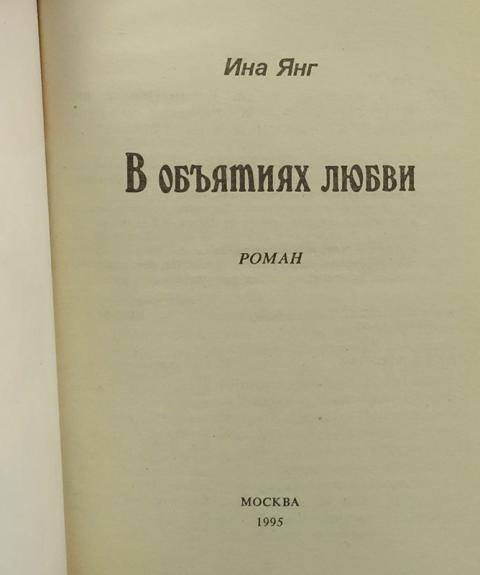 Ина Янг
В ОБЪЯТИЯХ ЛЮБВИ
РОМАН
МОСКВА
1995